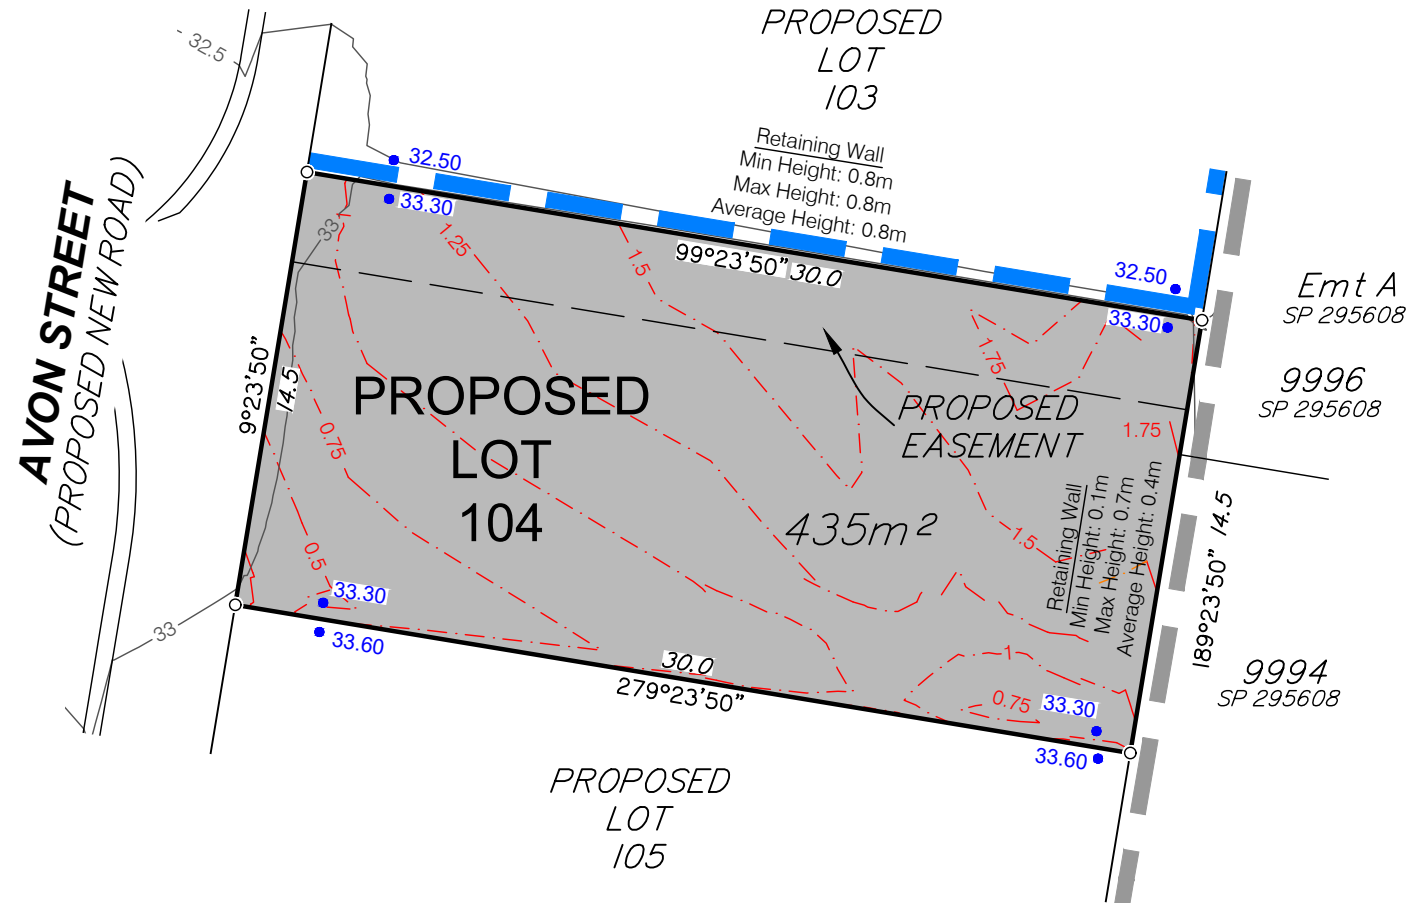 PROPOSED
LOT
103
- 32.5
Retaining Wall
Min Height: 0.8m
Max Height: 0.8m
Average Height: 0.8m
32.50
33.30
33
1.25
1.5
99°23'50" 30.0
32.50
33.30
Emt A
SP 295608
AVON STREET
(PROPOSED NEW ROAD)
9°23'50"
14.5
0.75
PROPOSED
LOT
104
1.75
PROPOSED
EASEMENT
1.75
9996
SP 295608
435m²
1.5
Retaining Wall
Min Height: 0.1m
Max Height: 0.7m
Average Height: 0.4m
189°23'50" 14.5
0.5
33.30
33.60
33
30.0
279°23'50"
1
0.75
33.30
33.60
9994
SP 295608
PROPOSED
LOT
105